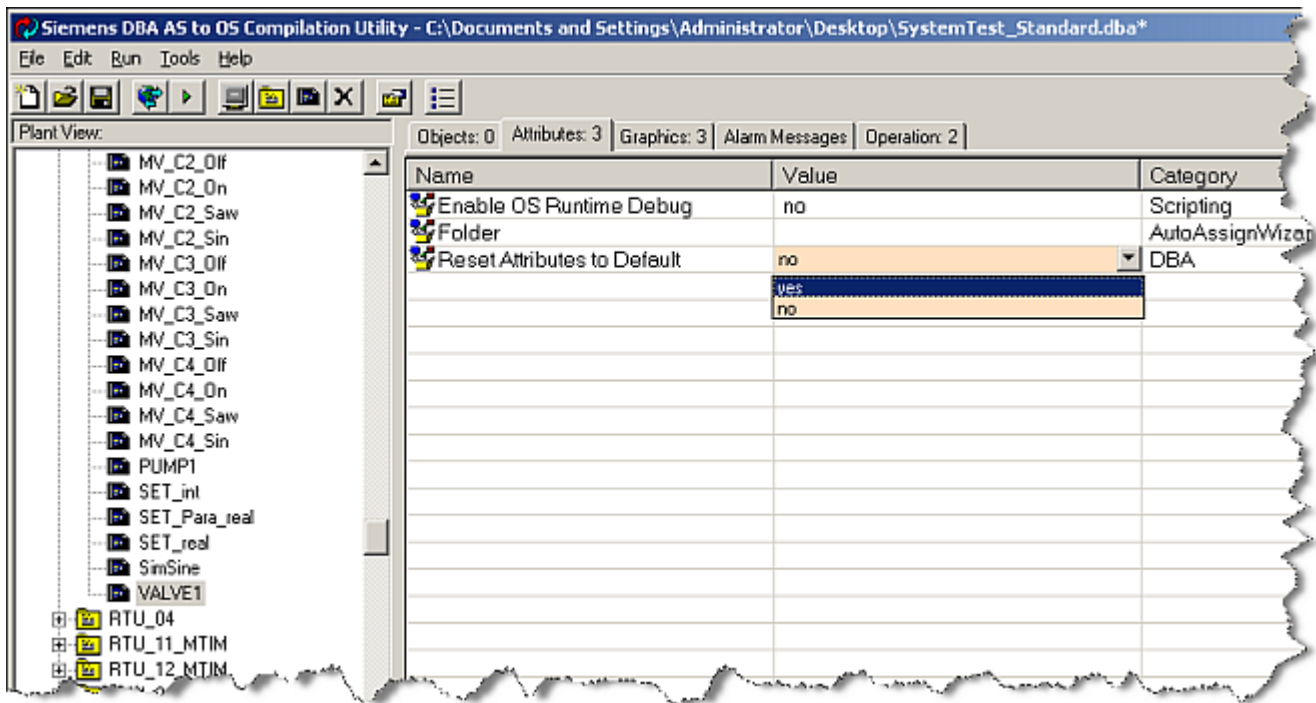 Siemens DBA AS to OS Compilation Utility - C:\Documents and Settings\Administrator\Desktop\SystemTest_Standard.dba*
File Edit Run Tools Help
Plant View:
MV_C2_Off
MV_C2_On
MV_C2_Saw
MV_C2_Sin
MV_C3_Off
MV_C3_On
MV_C3_Saw
MV_C3_Sin
MV_C4_Off
MV_C4_On
MV_C4_Saw
MV_C4_Sin
PUMP1
SET_int
SET_Para_real
SET_real
SimSine
VALVE1
RTU_04
RTU_11_MTIM
RTU_12_MTIM
Objects: 0 Attributes: 3 Graphics: 3 Alarm Messages Operation: 2
Name Value Category
Enable OS Runtime Debug no Scripting
Folder AutoAssignWizar
Reset Attributes to Default no DBA
yes
no